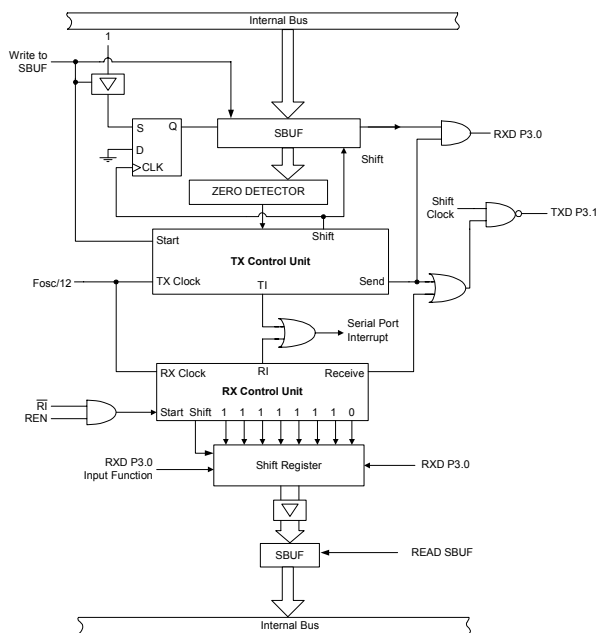 Internal Bus
1
Write to
SBUF
S
Q
D
CLK
SBUF
Shift
RXD P3.0
ZERO DETECTOR
Shift
Clock
TXD P3.1
Start
Shift
TX Control Unit
Fosc/12
TX Clock
TI
Send
Serial Port
Interrupt
RX Clock
RI
Receive
RX Control Unit
RI
REN
Start Shift 1 1 1 1 1 1 1 0
RXD P3.0
Input Function
Shift Register
RXD P3.0
SBUF
READ SBUF
Internal Bus